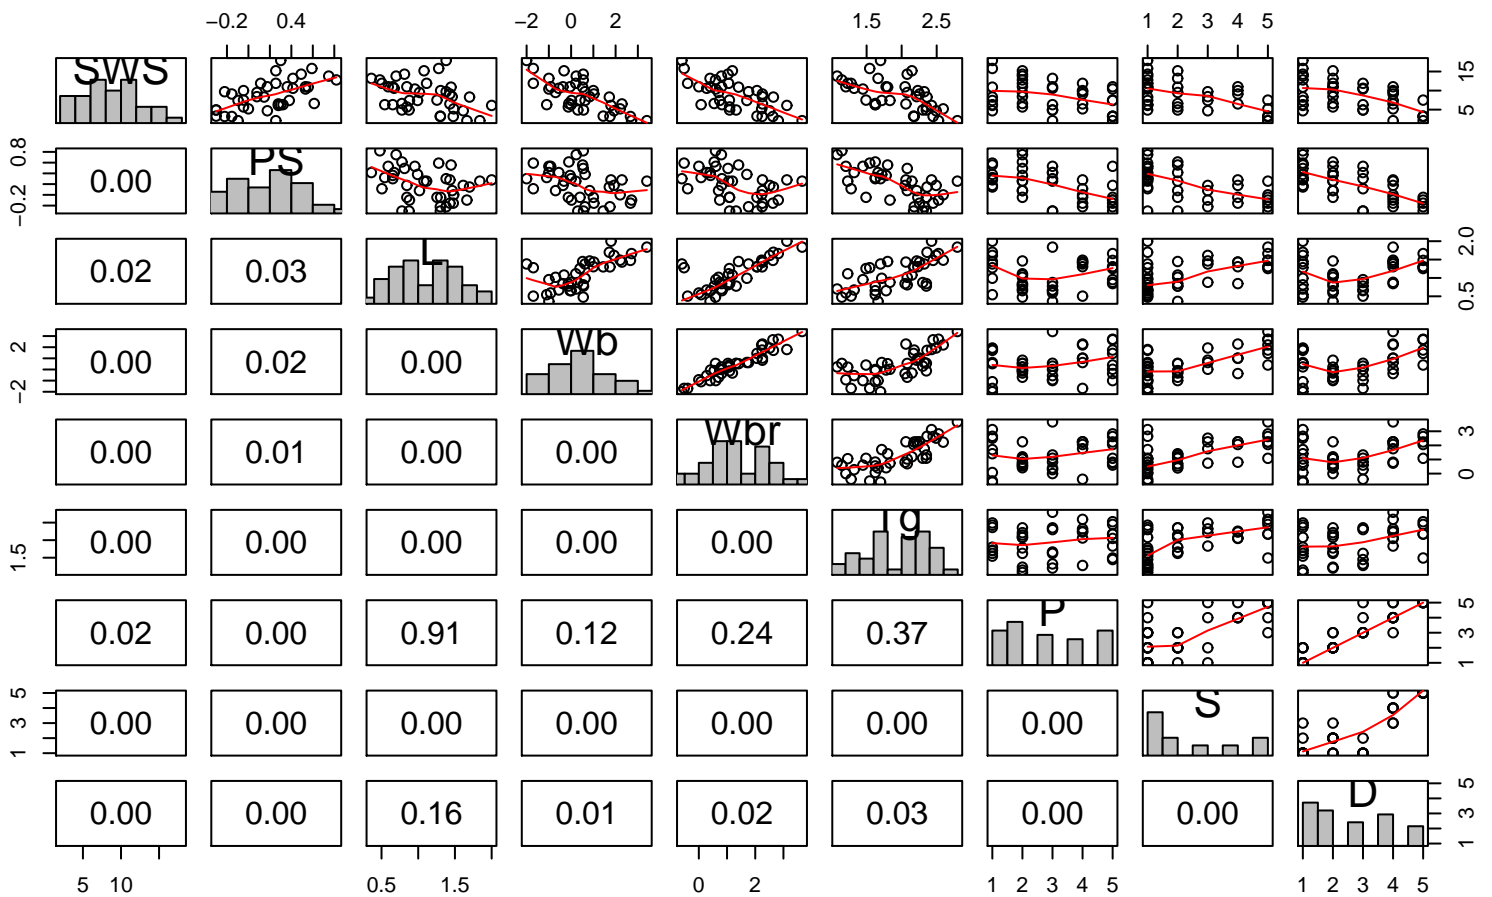 −0.2 0.4 −2 0 2 1.5 2.5 1 2 3 4 5
SWS 5 15
−0.2 0.8 0.00 PS
0.02 0.03 L 0.5 2.0
−2 2 0.00 0.02 0.00 Wb
0.00 0.01 0.00 0.00 Wbr 0 3
1.5 0.00 0.00 0.00 0.00 0.00 Tg
0.02 0.00 0.91 0.12 0.24 0.37 P 1 3 5
1 3 5 0.00 0.00 0.00 0.00 0.00 0.00 0.00 S
0.00 0.00 0.16 0.01 0.02 0.03 0.00 0.00 D 1 3 5
5 10 0.5 1.5 0 2 1 2 3 4 5 1 2 3 4 5